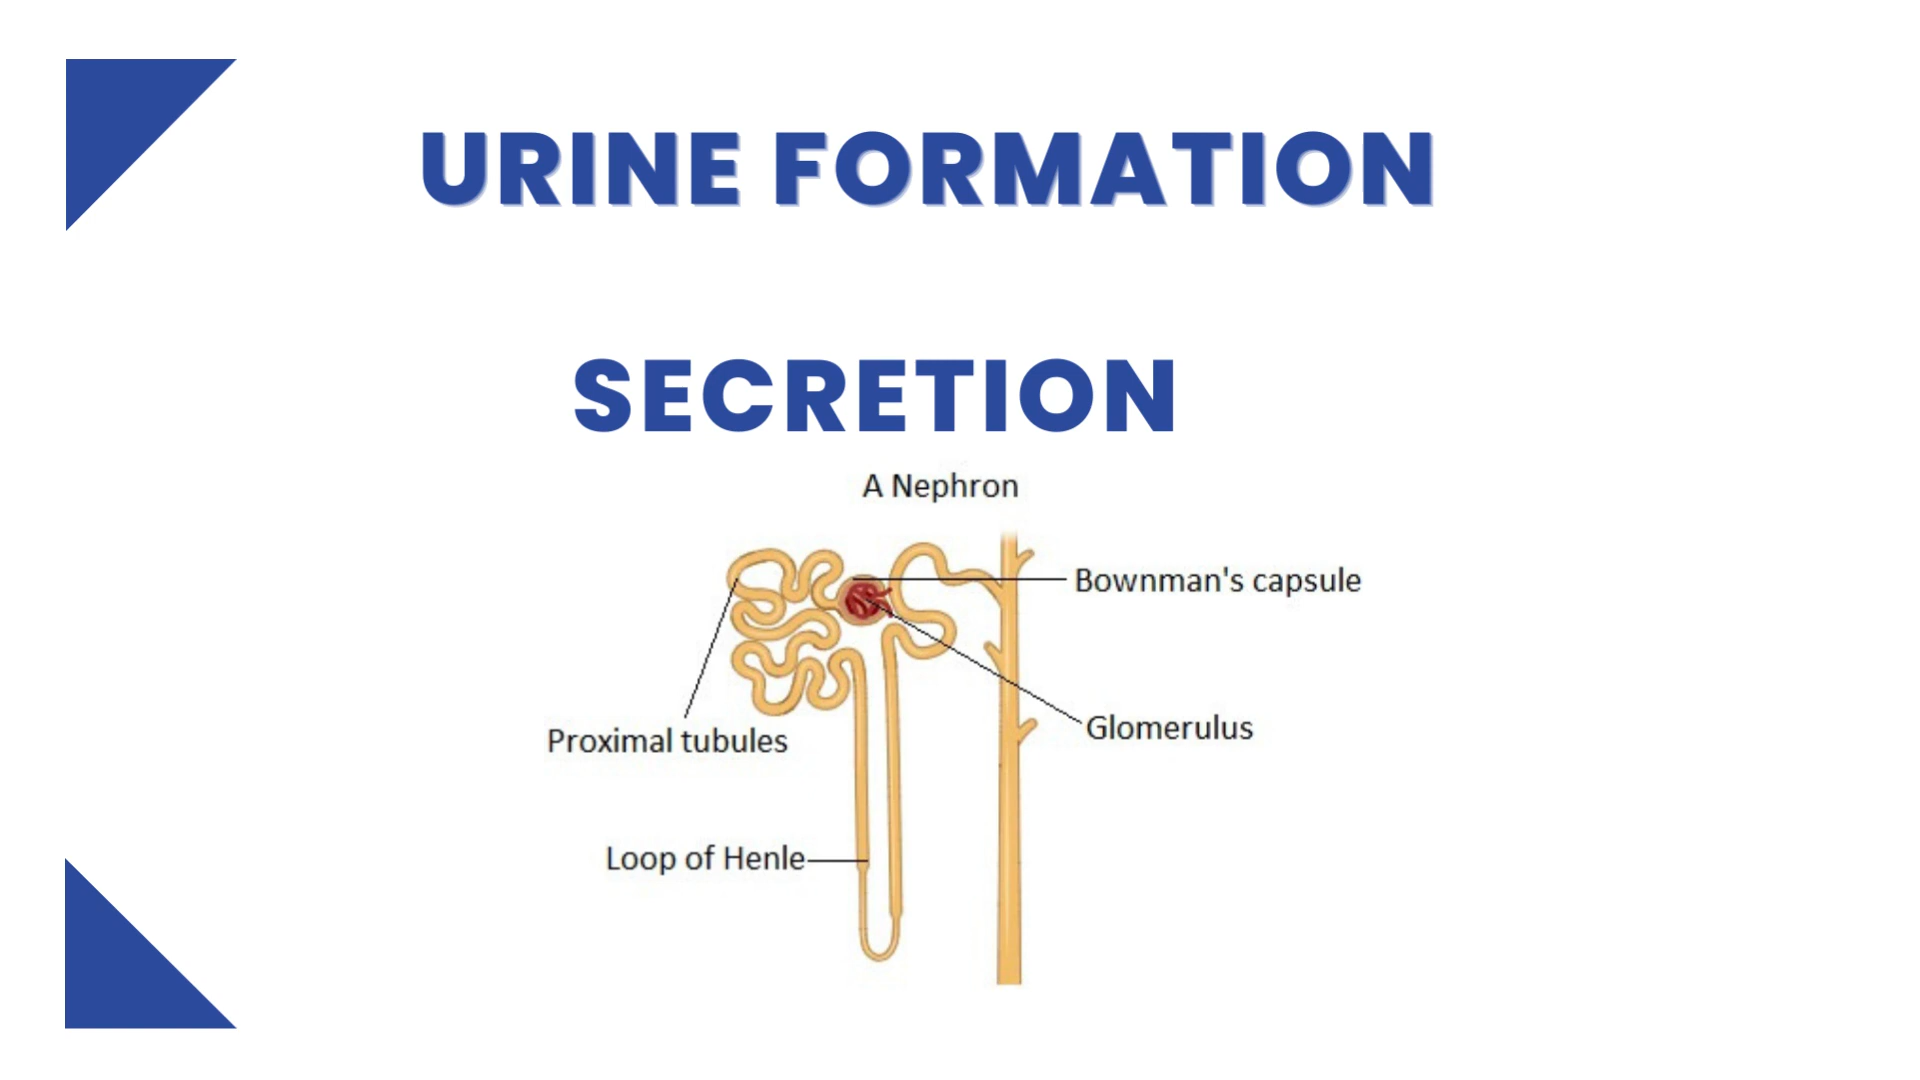 URINE FORMATION
SECRETION
A Nephron
Bownman's capsule
Glomerulus
Proximal tubules
Loop of Henle